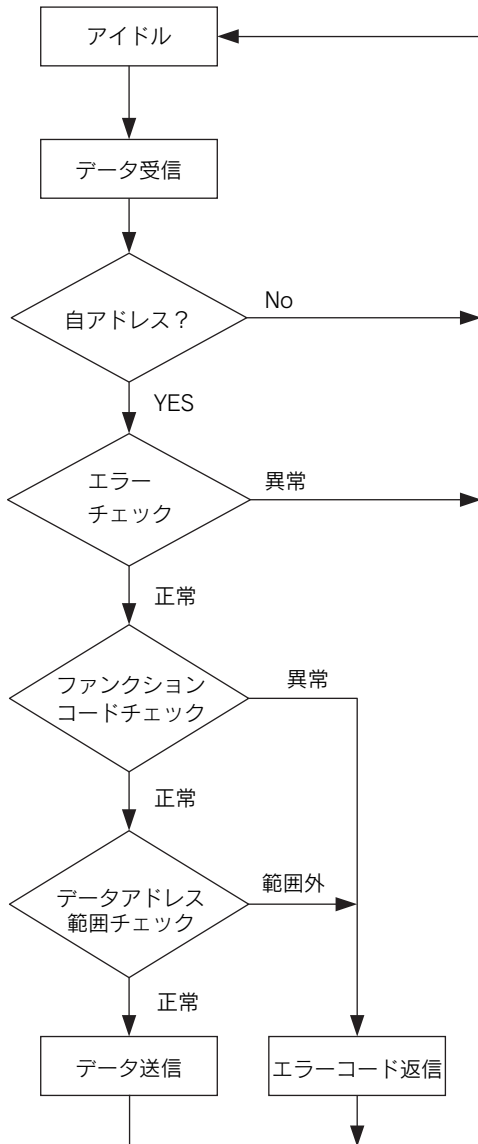 アイドル
データ受信
自アドレス？
No
YES
エラー
チェック
異常
正常
ファンクション
コードチェック
異常
正常
データアドレス
範囲チェック
範囲外
正常
データ送信
エラーコード返信